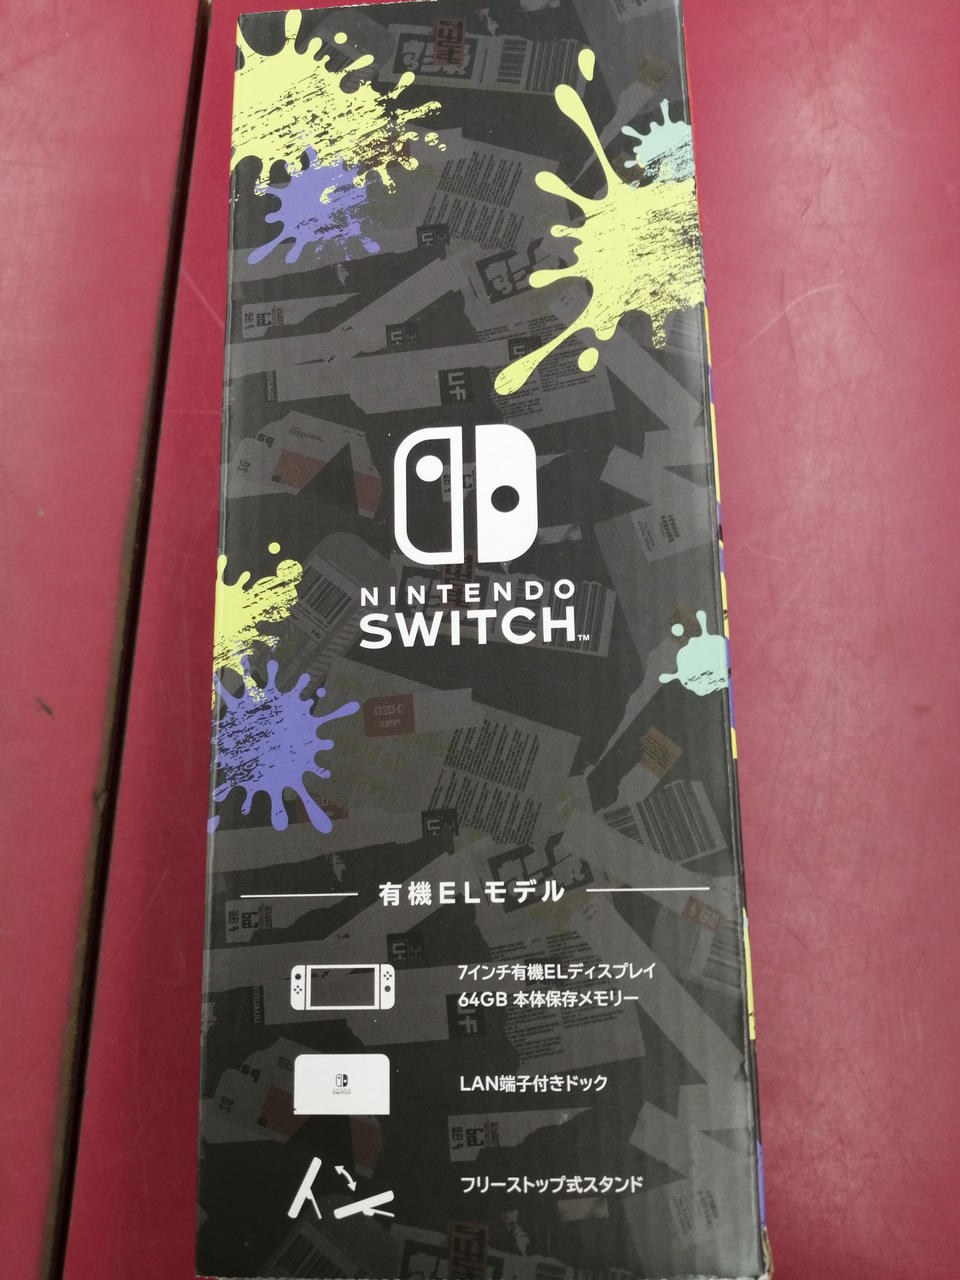 NINTENDO
SWITCH™
有機ELモデル
7インチ有機ELディスプレイ
64GB 本体保存メモリー
LAN端子付きドック
フリーストップ式スタンド